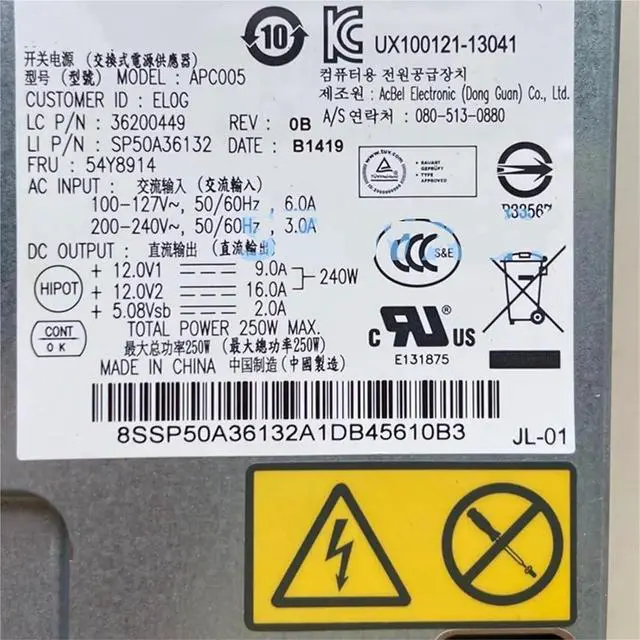 10
UX100121-13041
开关电源 (交換式電源供應器)
型号 (型號) MODEL : APC005
컴퓨터용 전원공급장치
CUSTOMER ID : ELOG
제조원 : AcBel Electronic (Dong Guan) Co., Ltd.
LC P/N : 36200449 REV : 0B
A/S 연락처 : 080-513-0880
LI P/N : SP50A36132 DATE : B1419
FRU : 54Y8914
BAUART GEPRÜFT
TYPE APPROVED
AC INPUT : 交流输入 (交流輸入)
100-127V~, 50/60Hz, 6.0A
200-240V~, 50/60Hz, 3.0A
DC OUTPUT : 直流输出 (直流輸出)
CCC S&E
HIPOT
+ 12.0V1 9.0A
+ 12.0V2 16.0A
240W
+ 5.08Vsb 2.0A
CONT
OK
TOTAL POWER 250W MAX.
最大总功率250W (最大總功率250W)
MADE IN CHINA 中国制造 (中國製造)
c RU ® US
E131875
8SSP50A36132A1DB45610B3
JL-01